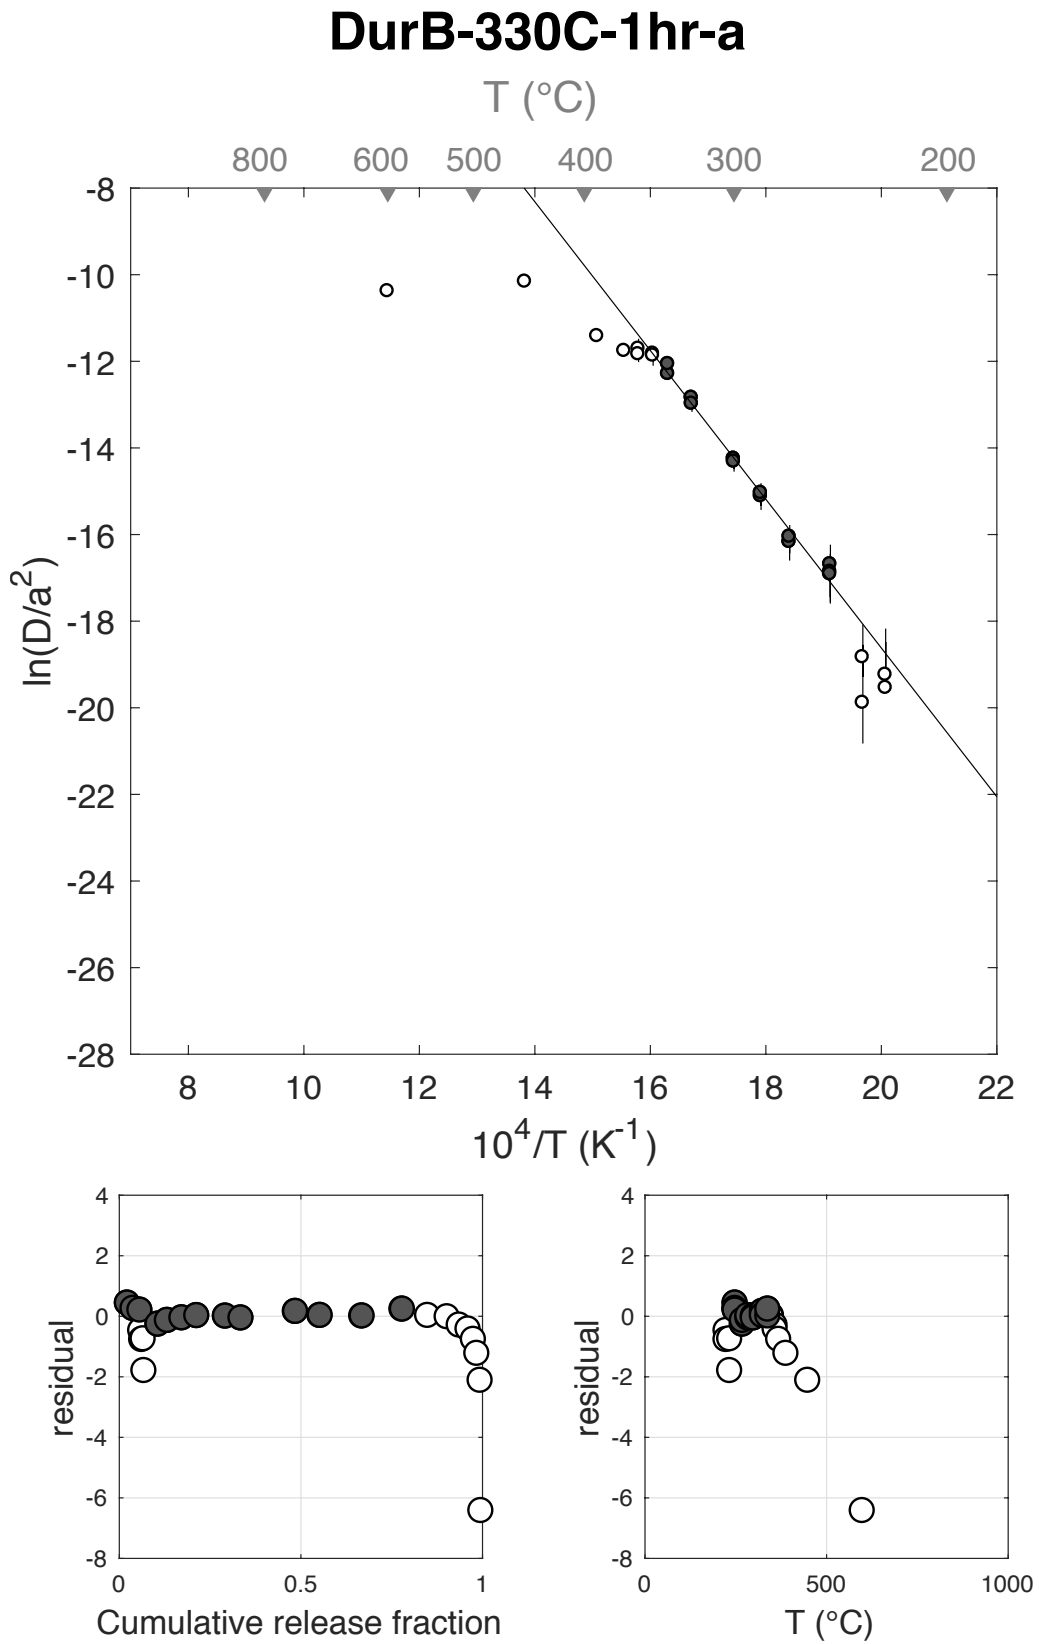 DurB-330C-1hr-a
T (°C)
800 600 500 400 300 200
-8
-10
-12
-14
-16
-18
-20
-22
-24
-26
-28
ln(D/a²)
8 10 12 14 16 18 20 22
10⁴/T (K⁻¹)
4
2
0
-2
-4
-6
-8
residual
0 0.5 1
Cumulative release fraction
4
2
0
-2
-4
-6
-8
residual
0 500 1000
T (°C)